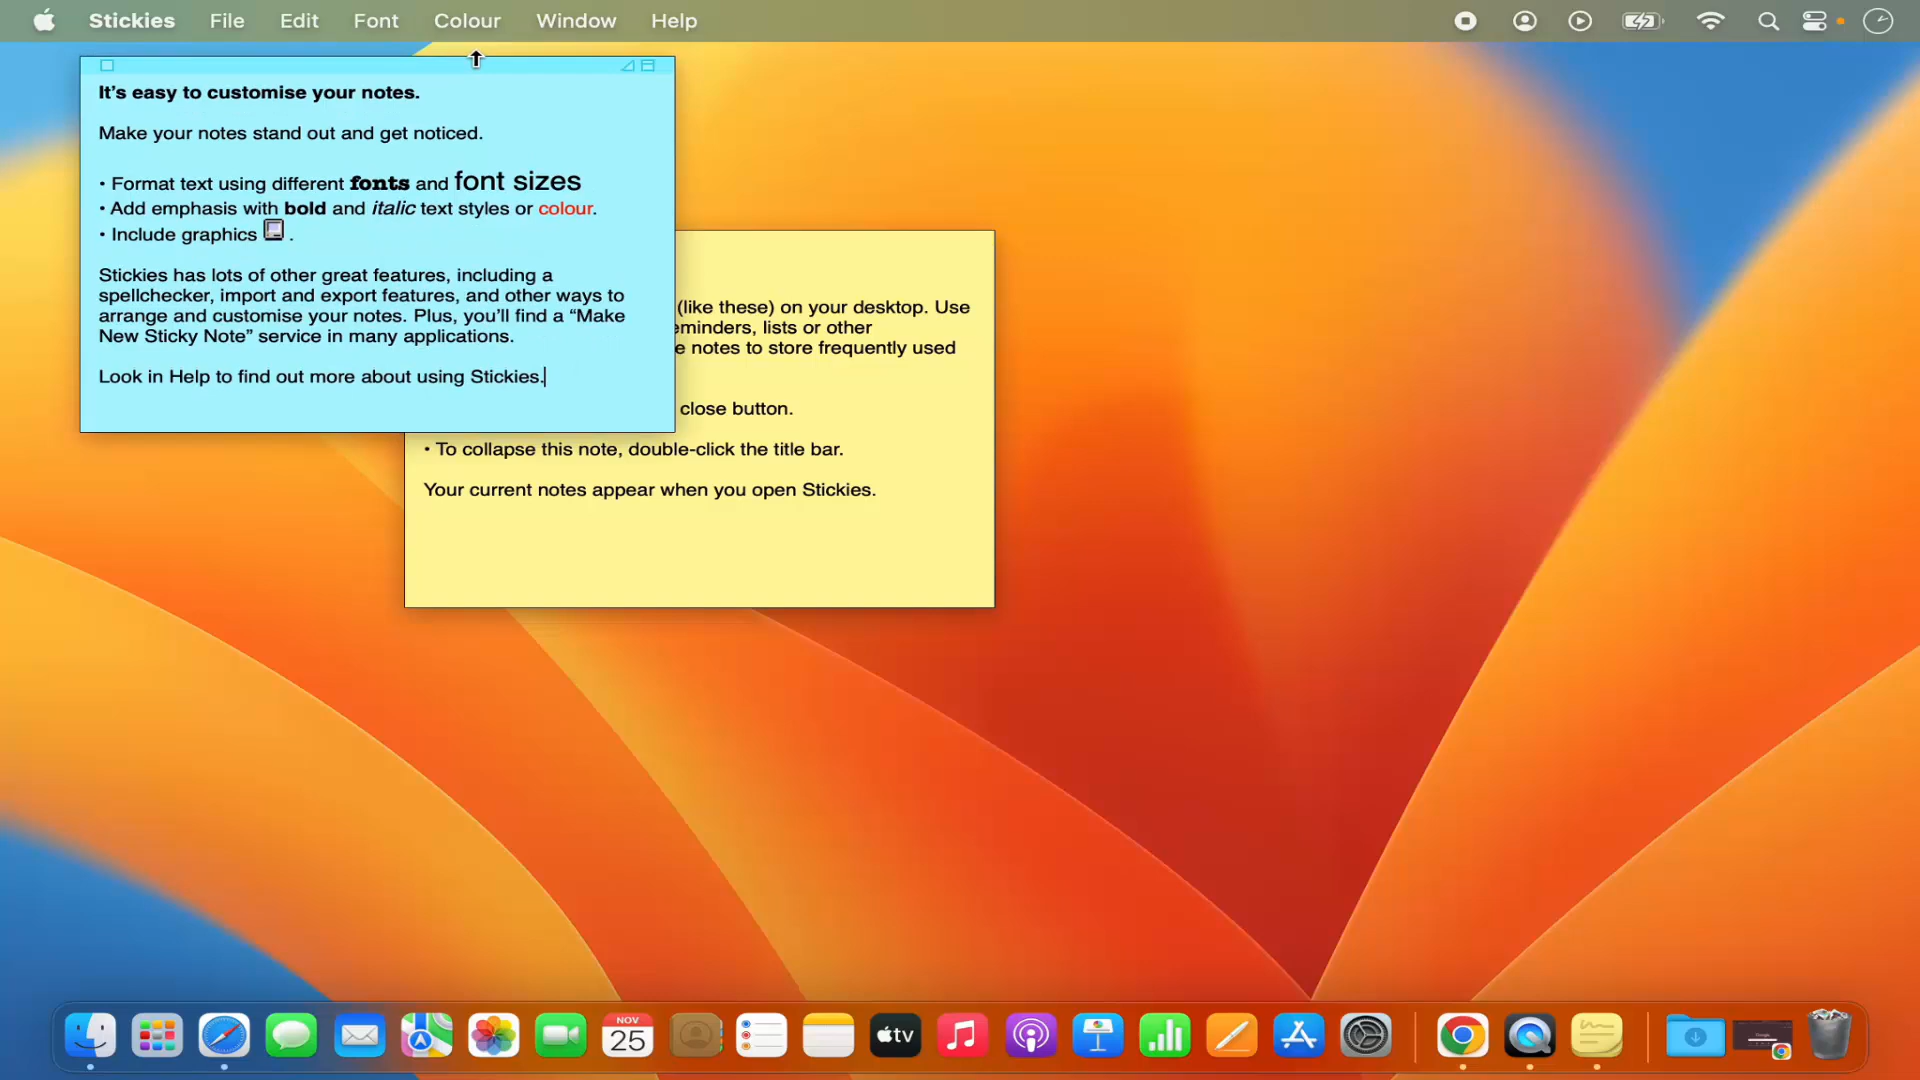 Stickies File Edit Font Colour Window Help
It's easy to customise your notes.
Make your notes stand out and get noticed.
• Format text using different fonts and font sizes
• Add emphasis with bold and italic text styles or colour.
• Include graphics .
Stickies has lots of other great features, including a
spellchecker, import and export features, and other ways to
arrange and customise your notes. Plus, you'll find a “Make
New Sticky Note” service in many applications.
Look in Help to find out more about using Stickies.
(like these) on your desktop. Use
eminders, lists or other
e notes to store frequently used
close button.
• To collapse this note, double-click the title bar.
Your current notes appear when you open Stickies.
NOV
25
tv